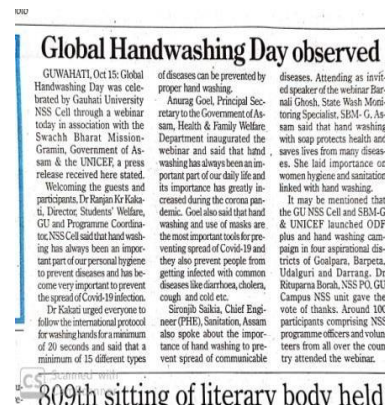 Global Handwashing Day observed
GUWAHATI, Oct 15: Global
Handwashing Day was cele-
brated by Gauhati University
NSS Cell through a webinar
today in association with the
Swachh Bharat Mission-
Gramin, Government of As-
sam & the UNICEF, a press
release received here stated.
Welcoming the guests and
participants, Dr Ranjan Kr Kaka-
ti, Director, Students' Welfare,
GU and Programme Coordina-
tor, NSS Cell said that hand wash-
ing has always been an impor-
tant part of our personal hygiene
to prevent diseases and has be-
come very important to prevent
the spread of Covid-19 infection.
Dr Kakati urged everyone to
follow the international protocol
for washing hands for a minimum
of 20 seconds and said that a
minimum of 15 different types
of diseases can be prevented by
proper hand washing.
Anurag Goel, Principal Sec-
retary to the Government of As-
sam, Health & Family Welfare
Department inaugurated the
webinar and said that hand
washing has always been an im-
portant part of our daily life and
its importance has greatly in-
creased during the corona pan-
demic. Goel also said that hand
washing and use of masks are
the most important tools for pre-
venting spread of Covid-19 and
they also prevent people from
getting infected with common
diseases like diarrhoea, cholera,
cough and cold etc.
Sironjib Saikia, Chief Engi-
neer (PHE), Sanitation, Assam
also spoke about the impor-
tance of hand washing to pre-
vent spread of communicable
diseases. Attending as invit-
ed speaker of the webinar Bar-
nali Ghosh, State Wash Moni-
toring Specialist, SBM- G, As-
sam said that hand washing
with soap protects health and
saves lives from many diseas-
es. She laid importance on
women hygiene and sanitation
linked with hand washing.
It may be mentioned that
the GU NSS Cell and SBM-G
& UNICEF launched ODF
plus and hand washing cam-
paign in four aspirational dis-
tricts of Goalpara, Barpeta,
Udalguri and Darrang. Dr
Rituparna Borah, NSS PO, GU
Campus NSS unit gave the
vote of thanks. Around 100
participants comprising NSS
programme officers and volun-
teers from all over the coun-
try attended the webinar.
CS Scanned with
809th sitting of literary body held